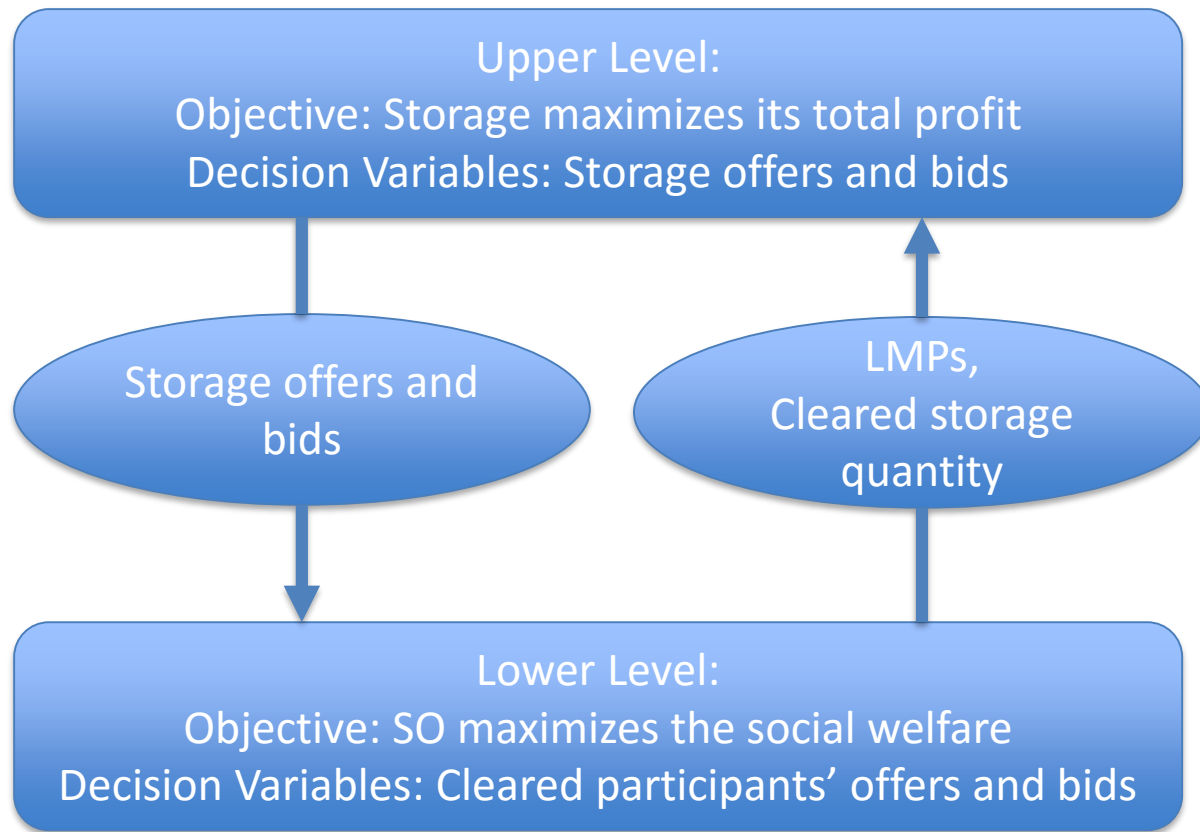 Upper Level:
Objective: Storage maximizes its total profit
Decision Variables: Storage offers and bids
Storage offers and
bids
LMPs,
Cleared storage
quantity
Lower Level:
Objective: SO maximizes the social welfare
Decision Variables: Cleared participants’ offers and bids